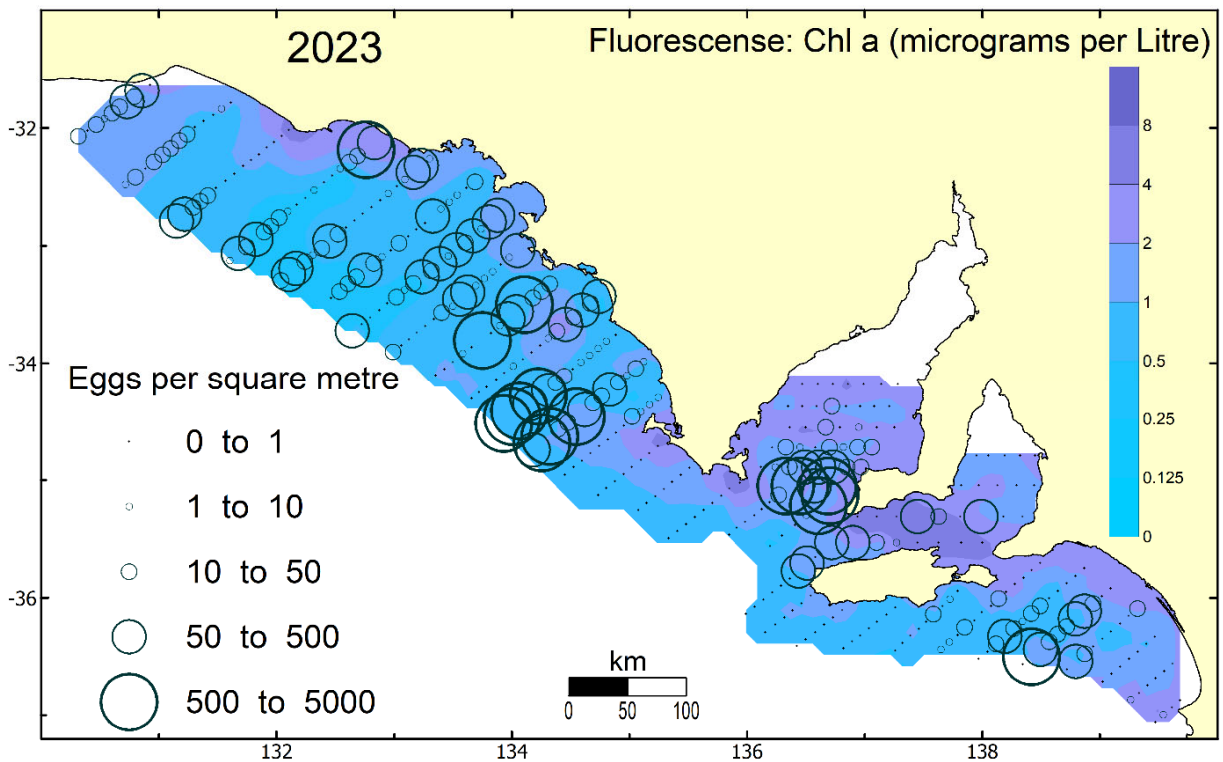 2023
Fluorescense: Chl a (micrograms per Litre)
8
4
2
1
0.5
0.25
0.125
0
-32
-33
-34
-36
Eggs per square metre
0 to 1
1 to 10
10 to 50
50 to 500
500 to 5000
km
0 50 100
132 134 136 138